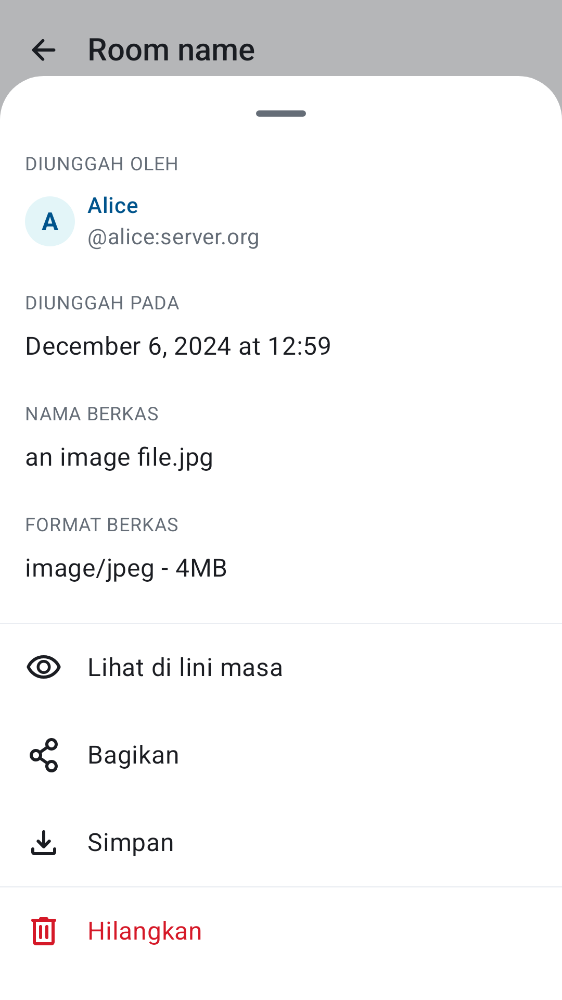 Room name
DIUNGGAH OLEH
A
Alice
@alice:server.org
DIUNGGAH PADA
December 6, 2024 at 12:59
NAMA BERKAS
an image file.jpg
FORMAT BERKAS
image/jpeg - 4MB
Lihat di lini masa
Bagikan
Simpan
Hilangkan